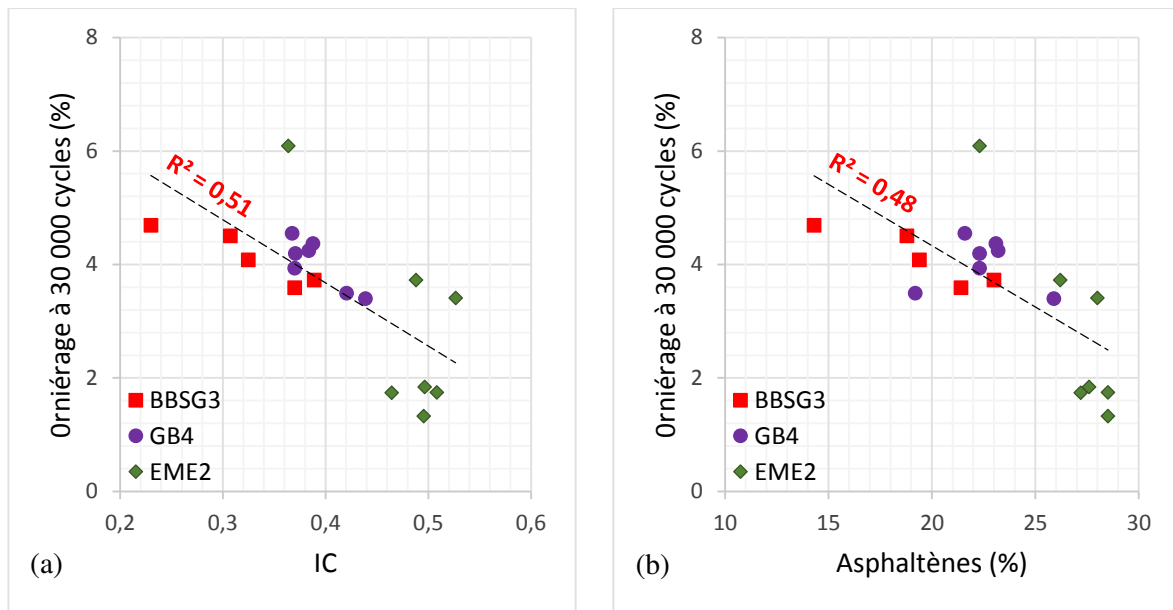 8
6
4
2
0
Orniérage à 30 000 cycles (%)
R² = 0,51
BBSG3
GB4
EME2
0,2 0,3 0,4 0,5 0,6
(a) IC
8
6
4
2
0
Orniérage à 30 000 cycles (%)
R² = 0,48
BBSG3
GB4
EME2
10 15 20 25 30
(b) Asphaltènes (%)